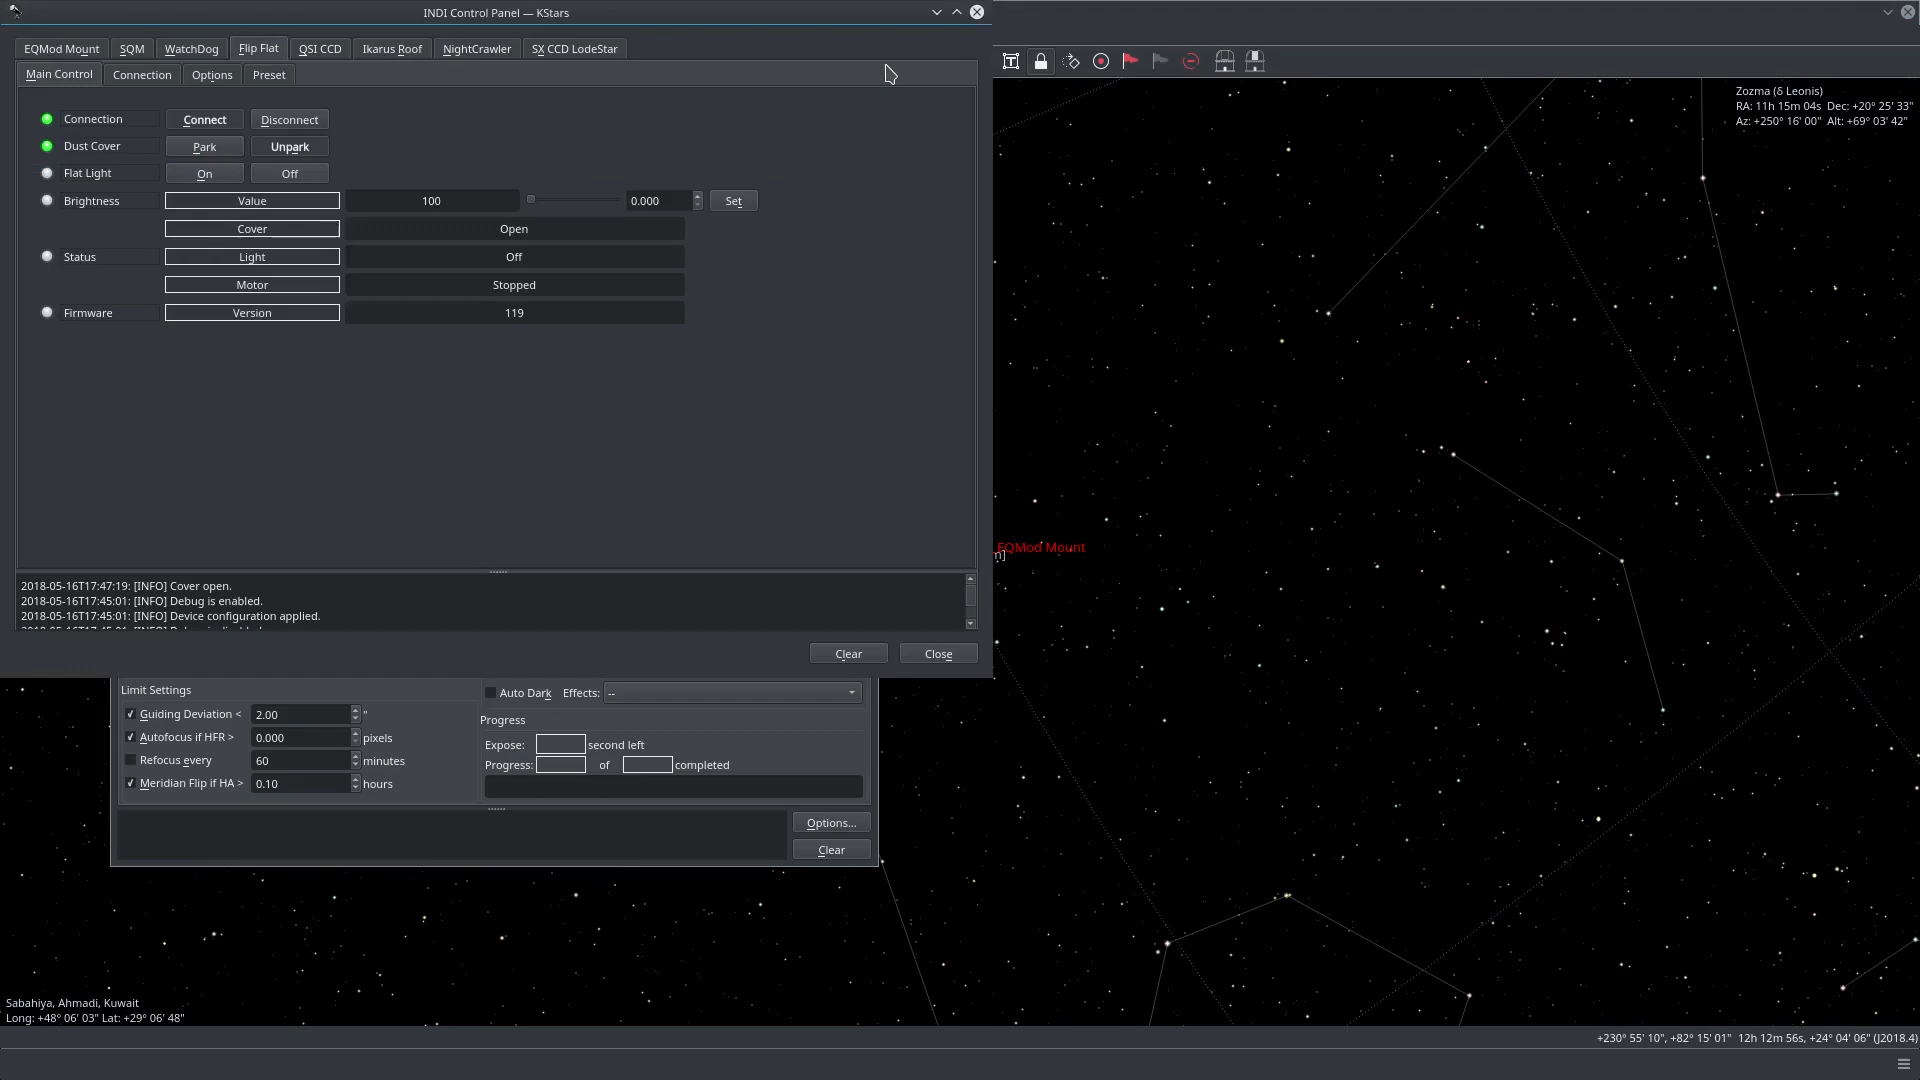 INDI Control Panel — KStars
EQMod Mount SQM WatchDog Flip Flat QSI CCD Ikarus Roof NightCrawler SX CCD LodeStar
Main Control Connection Options Preset
Connection Connect Disconnect
Dust Cover Park Unpark
Flat Light On Off
Brightness Value 100 0.000 Set
Cover Open
Status Light Off
Motor Stopped
Firmware Version 119
2018-05-16T17:47:19: [INFO] Cover open.
2018-05-16T17:45:01: [INFO] Debug is enabled.
2018-05-16T17:45:01: [INFO] Device configuration applied.
Clear Close
Limit Settings
Guiding Deviation < 2.00 "
Autofocus if HFR > 0.000 pixels
Refocus every 60 minutes
Meridian Flip if HA > 0.10 hours
Auto Dark Effects: --
Progress
Expose: second left
Progress: of completed
Options...
Clear
Zozma (δ Leonis)
RA: 11h 15m 04s Dec: +20° 25' 33"
Az: +250° 16' 00" Alt: +69° 03' 42"
EQMod Mount
m]
Sabahiya, Ahmadi, Kuwait
Long: +48° 06' 03" Lat: +29° 06' 48"
+230° 55' 10", +82° 15' 01" 12h 12m 56s, +24° 04' 06" (J2018.4)